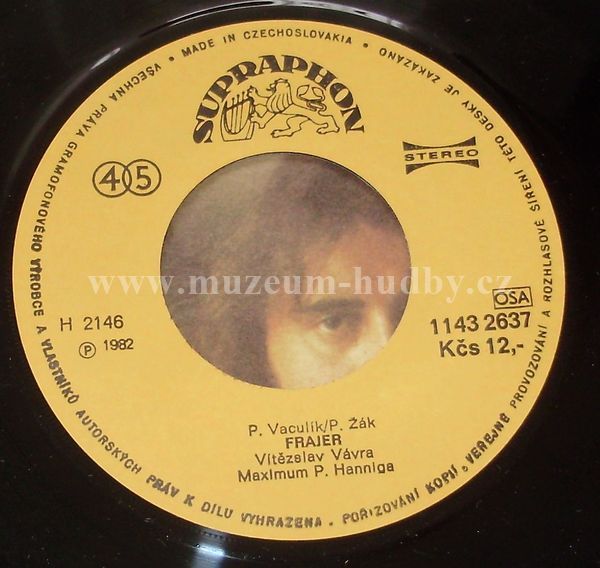 VŠECHNA PRÁVA GRAMOFONOVÉHO VÝROBCE A VLASTNÍKŮ AUTORSKÝCH PRÁV K DÍLU VYHRAZENA. POŘIZOVÁNÍ KOPIÍ, VEŘEJNÉ PROVOZOVÁNÍ A ROZHLASOVÉ ŠÍŘENÍ TÉTO DESKY JE ZAKÁZÁNO • MADE IN CZECHOSLOVAKIA •
SUPRAPHON
45
STEREO
www.muzeum-hudby.cz
OSA
H 2146
1143 2637
Ⓟ 1982
Kčs 12,-
P. Vaculík/P. Žák
FRAJER
Vítězslav Vávra
Maximum P. Hanniga